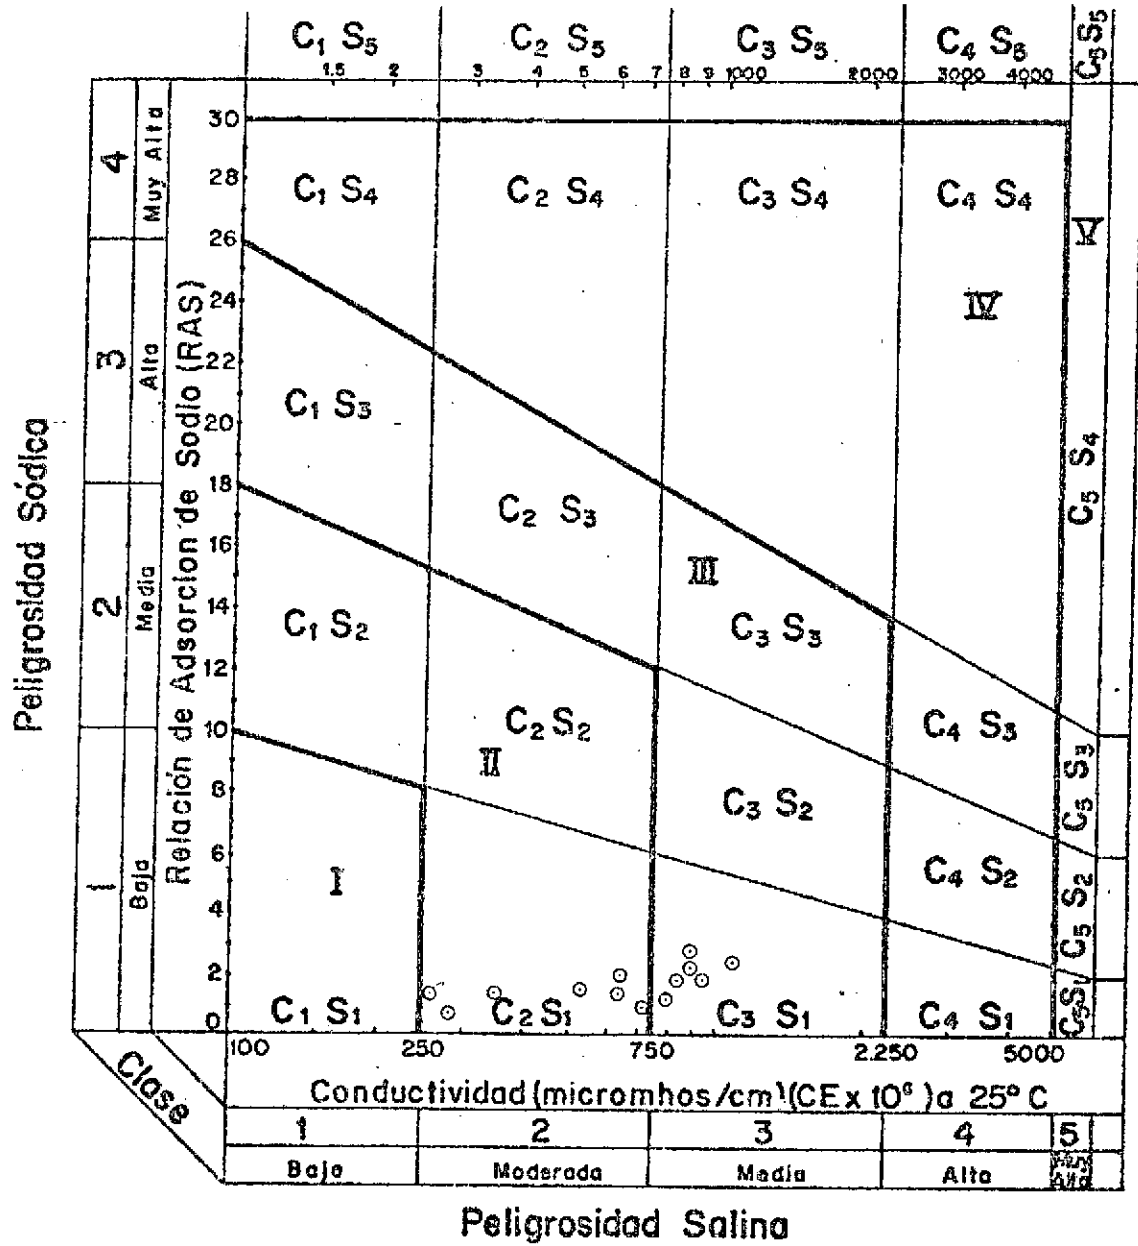 C₁ S₅ C₂ S₅ C₃ S₅ C₄ S₅ C₅ S₅
1.5 2 3 4 5 6 7 8 9 1000 2000 3000 4000
Peligrosidad Sódica
4 Muy Alta
3 Alta
2 Media
1 Baja
Relación de Adsorcion de Sodio (RAS)
30
28 C₁ S₄ C₂ S₄ C₃ S₄ C₄ S₄
V
26
24 IV
22
20 C₁ S₃
C₅ S₄
18
C₂ S₃
16
III
14 C₁ S₂ C₃ S₃
12
10 C₂ S₂ C₄ S₃
C₅ S₃
II
8 C₃ S₂
6
I C₄ S₂
C₅ S₂
4
2
C₁ S₁ C₂ S₁ C₃ S₁ C₄ S₁ C₅ S₁
0
100 250 750 2.250 5000
Clase
Conductividad (micromhos/cm) (CE x 10⁶) a 25° C
1 2 3 4 5
Baja Moderada Media Alta Muy Alta
Peligrosidad Salina